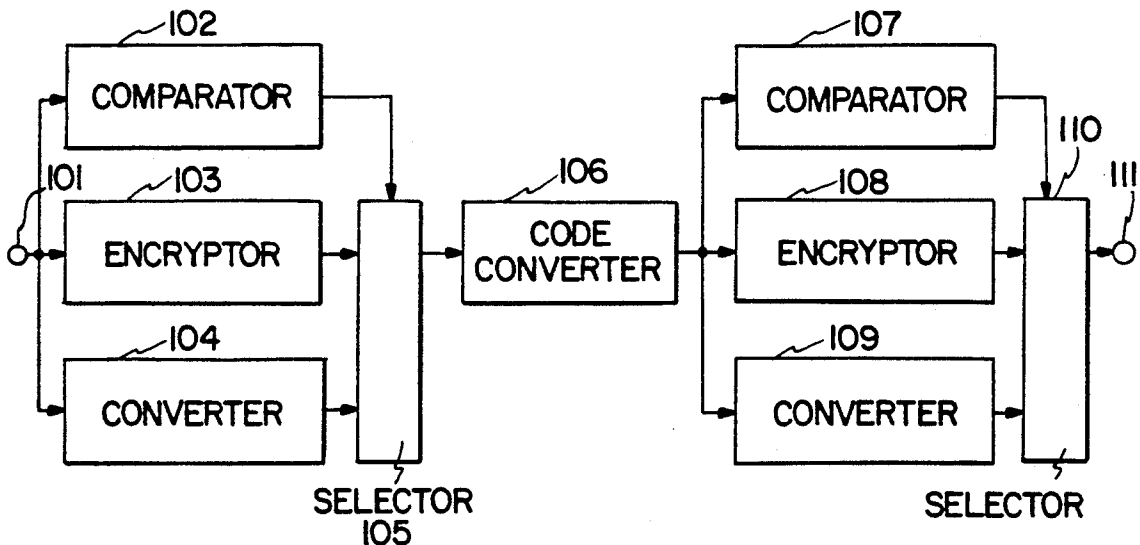 102
COMPARATOR
101
103
ENCRYPTOR
104
CONVERTER
SELECTOR
105
106
CODE
CONVERTER
107
COMPARATOR
108
ENCRYPTOR
109
CONVERTER
110
SELECTOR
111